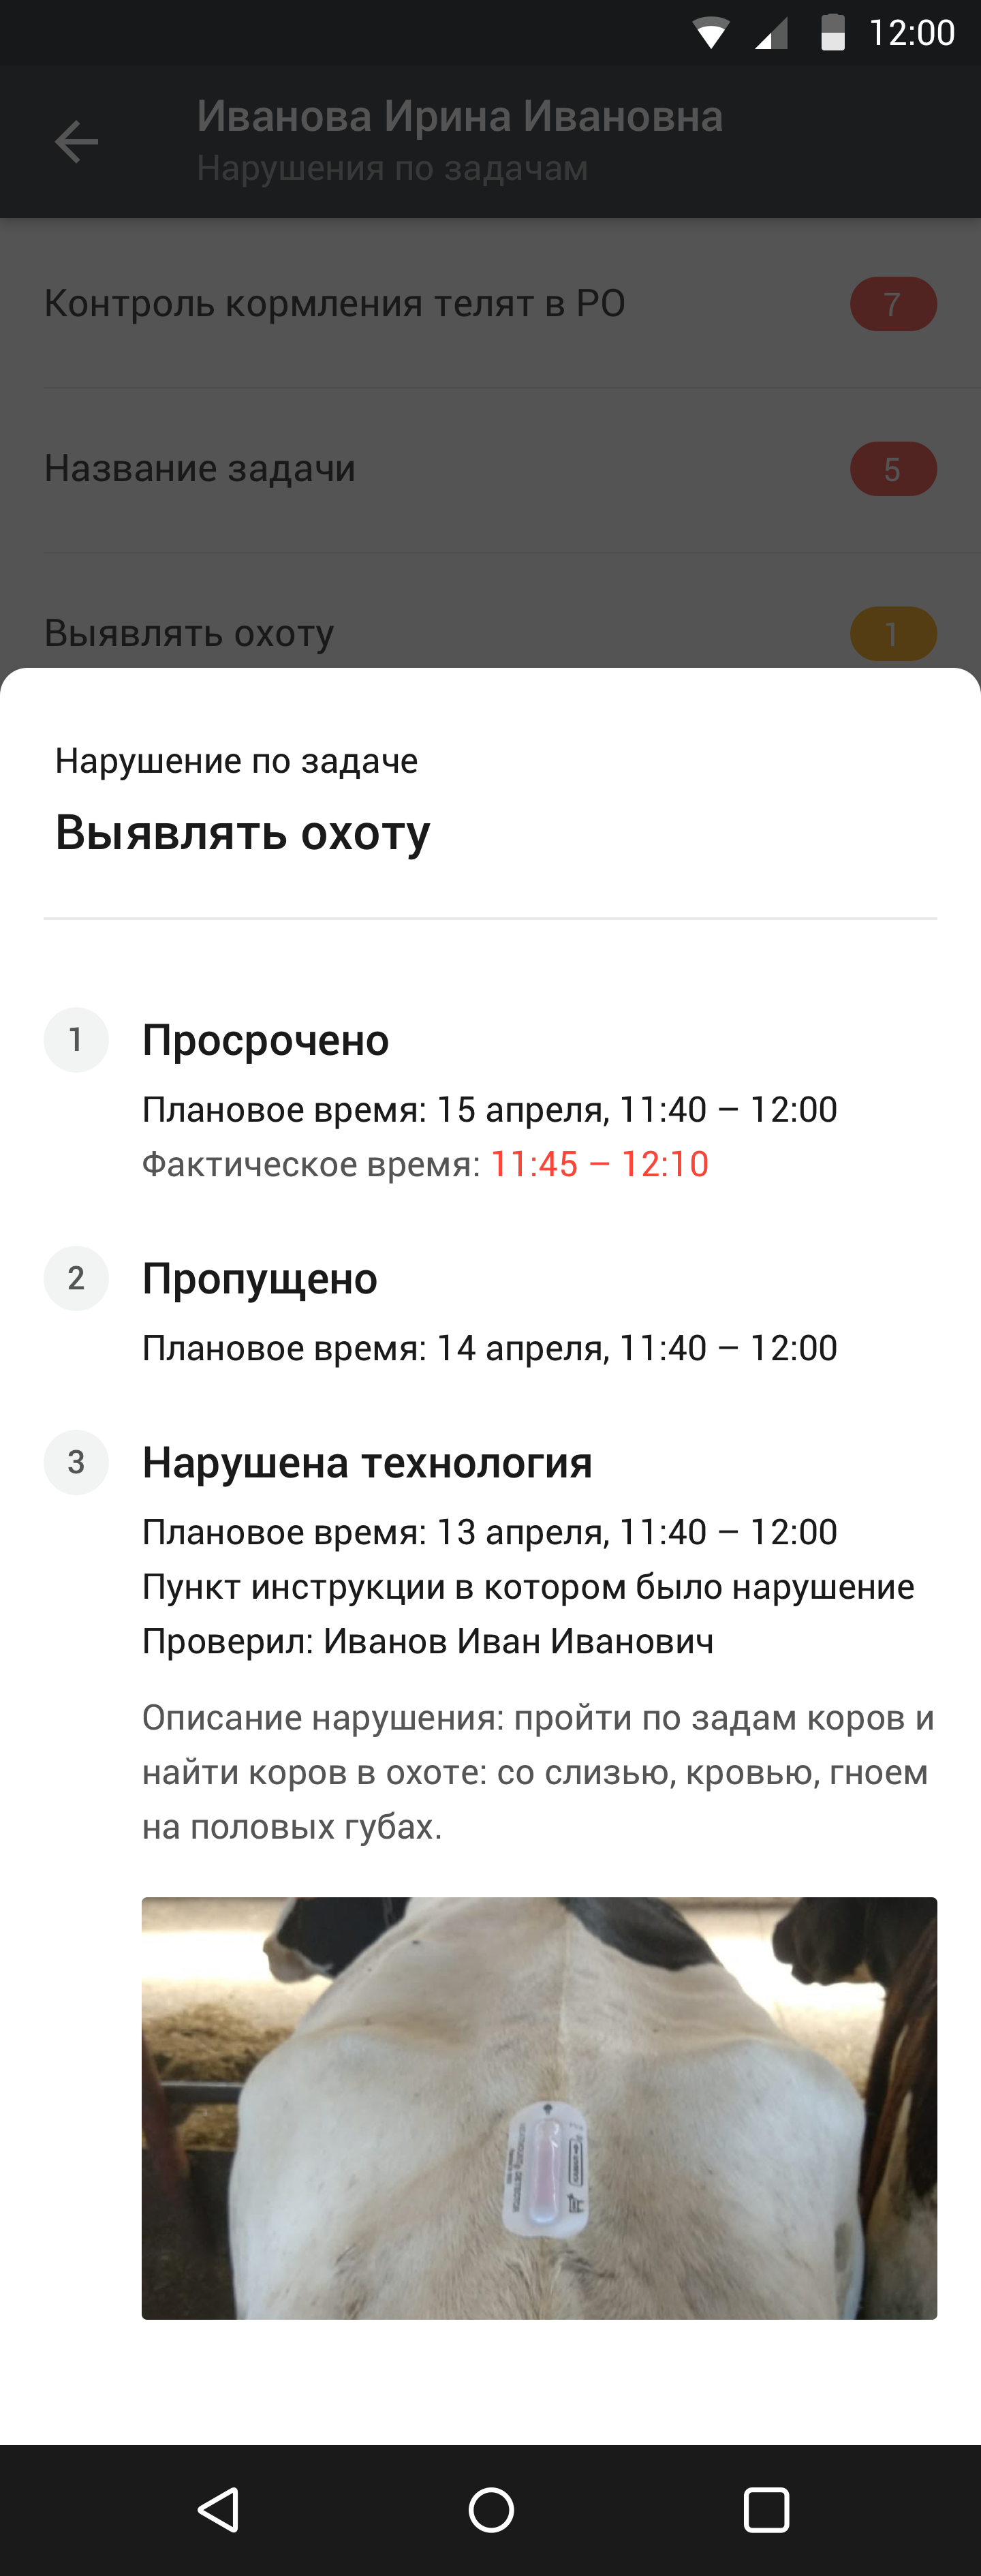 12:00
Иванова Ирина Ивановна
Нарушения по задачам
Контроль кормления телят в РО
7
Название задачи
5
Выявлять охоту
1
Нарушение по задаче
Выявлять охоту
1
Просрочено
Плановое время: 15 апреля, 11:40 – 12:00
Фактическое время: 11:45 – 12:10
2
Пропущено
Плановое время: 14 апреля, 11:40 – 12:00
3
Нарушена технология
Плановое время: 13 апреля, 11:40 – 12:00
Пункт инструкции в котором было нарушение
Проверил: Иванов Иван Иванович
Описание нарушения: пройти по задам коров и
найти коров в охоте: со слизью, кровью, гноем
на половых губах.